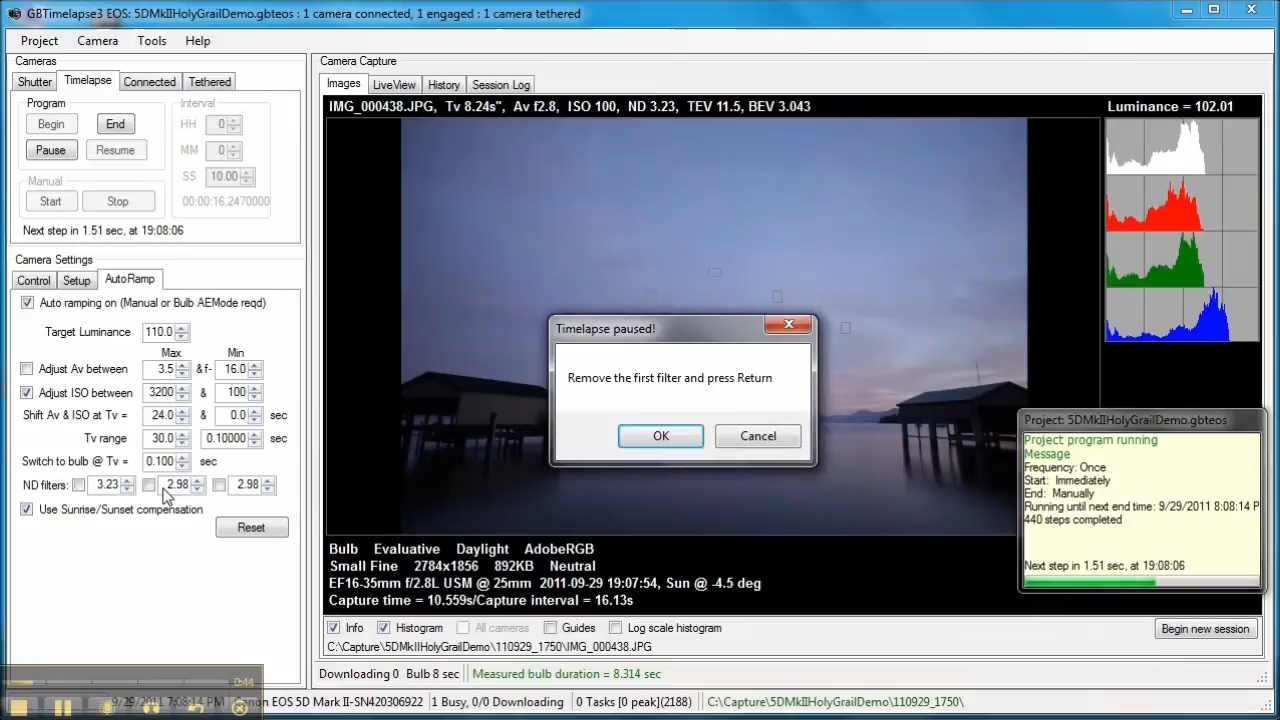 GBTimelapse3 EOS: 5DMkIIHolyGrailDemo.gbteos : 1 camera connected, 1 engaged : 1 camera tethered
Project Camera Tools Help
Cameras
Shutter Timelapse Connected Tethered
Program
Begin End
Pause Resume
Interval
HH 0
MM 0
SS 10.00
00:00:16.2470000
Manual
Start Stop
Next step in 1.51 sec, at 19:08:06
Camera Settings
Control Setup AutoRamp
Auto ramping on (Manual or Bulb AEMode reqd)
Target Luminance 110.0
Max Min
Adjust Av between 3.5 & f- 16.0
Adjust ISO between 3200 & 100
Shift Av & ISO at Tv = 24.0 & 0.0 sec
Tv range 30.0 0.10000 sec
Switch to bulb @ Tv = 0.100 sec
ND filters: 3.23 2.98 2.98
Use Sunrise/Sunset compensation
Reset
Camera Capture
Images LiveView History Session Log
IMG_000438.JPG, Tv 8.24s", Av f2.8, ISO 100, ND 3.23, TEV 11.5, BEV 3.043
Luminance = 102.01
Timelapse paused!
Remove the first filter and press Return
OK Cancel
Project: 5DMkIIHolyGrailDemo.gbteos
Project program running
Message
Frequency: Once
Start: Immediately
End: Manually
Running until next end time: 9/29/2011 8:08:14 P
440 steps completed
Next step in 1.51 sec, at 19:08:06
Bulb Evaluative Daylight AdobeRGB
Small Fine 2784x1856 892KB Neutral
EF16-35mm f/2.8L USM @ 25mm 2011-09-29 19:07:54, Sun @ -4.5 deg
Capture time = 10.559s/Capture interval = 16.13s
Info Histogram All cameras Guides Log scale histogram
Begin new session
C:\Capture\5DMkIIHolyGrailDemo\110929_1750\IMG_000438.JPG
Downloading 0 Bulb 8 sec Measured bulb duration = 8.314 sec
0:44
9/29/2011 7:08:14 PM Canon EOS 5D Mark II-SN420306922 1 Busy, 0/0 Downloading 0 Tasks [0 peak](2188) C:\Capture\5DMkIIHolyGrailDemo\110929_1750\